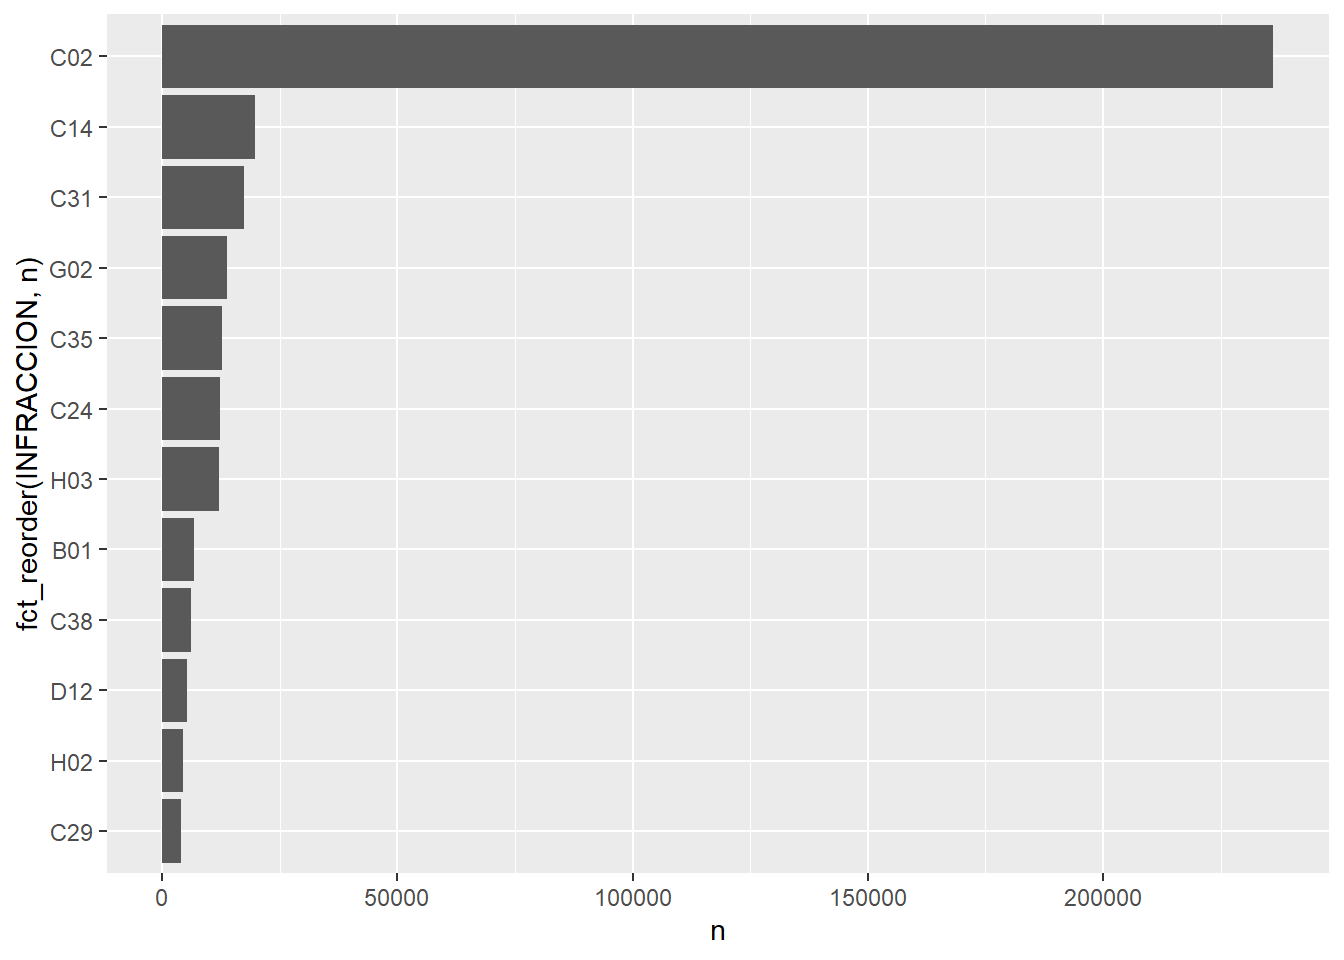 fct_reorder(INFRACCION, n)
C02
C14
C31
G02
C35
C24
H03
B01
C38
D12
H02
C29
0 50000 100000 150000 200000
n